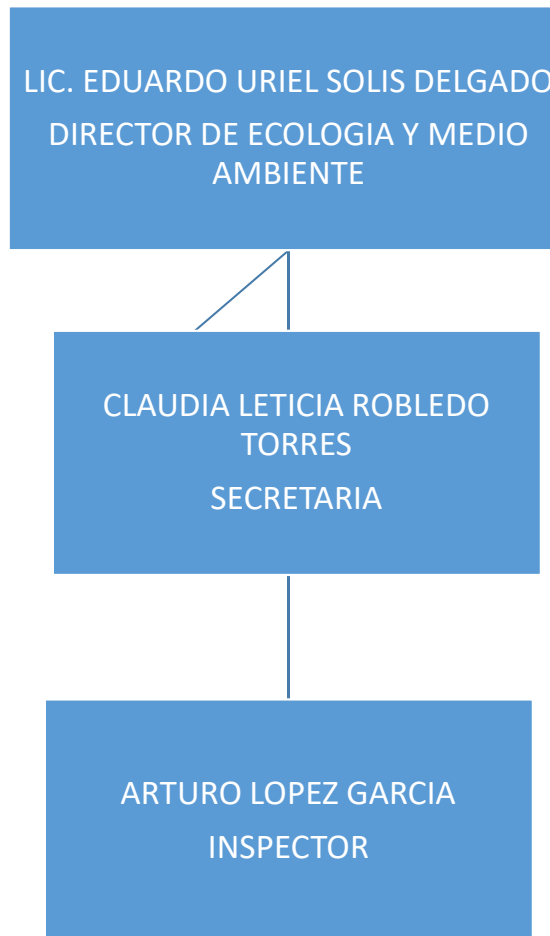 LIC. EDUARDO URIEL SOLIS DELGADO
DIRECTOR DE ECOLOGIA Y MEDIO
AMBIENTE
CLAUDIA LETICIA ROBLEDO
TORRES
SECRETARIA
ARTURO LOPEZ GARCIA
INSPECTOR